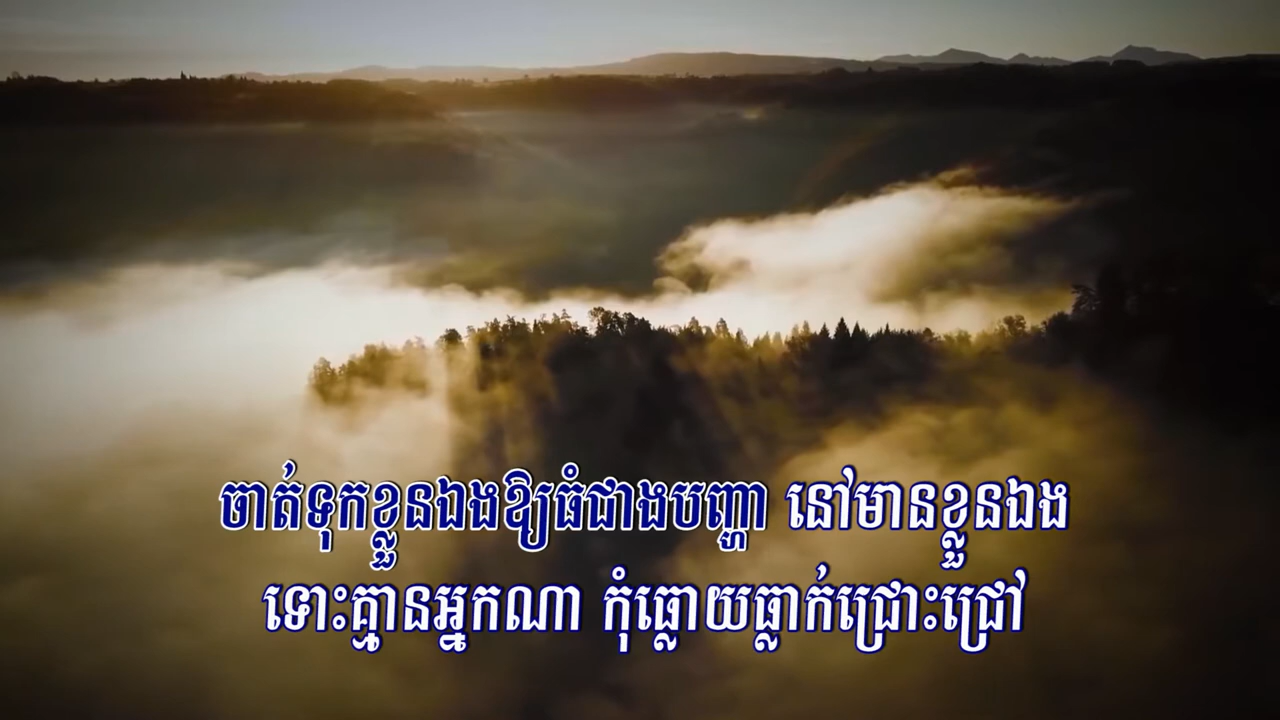 ចាត់ទុកខ្លួនឯងឱ្យធំជាងបញ្ហា នៅមានខ្លួនឯង
ទោះគ្មានអ្នកណា កុំធ្លោយធ្លាក់ជ្រោះជ្រៅ